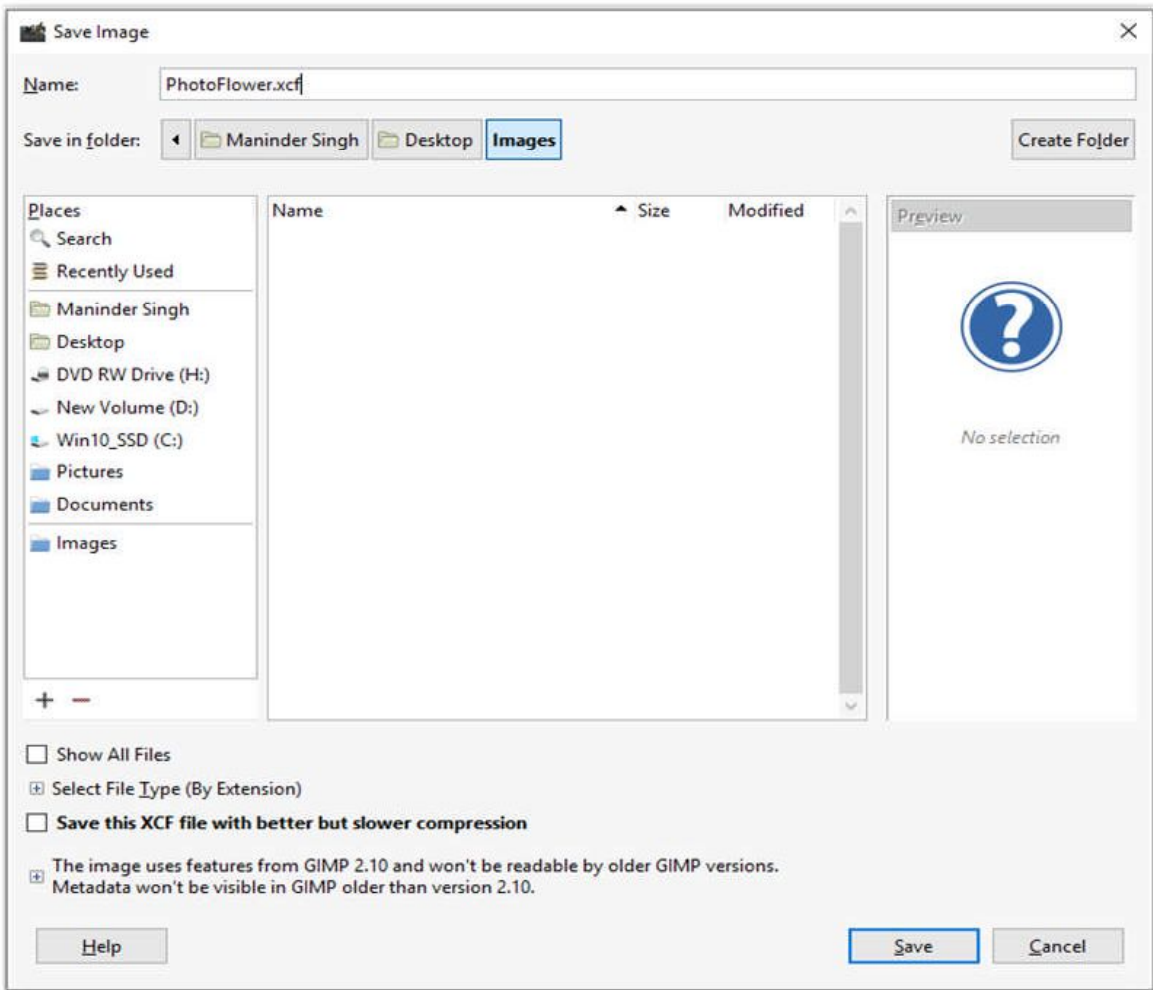 Save Image
Name: PhotoFlower.xcf
Save in folder: Maninder Singh Desktop Images Create Folder
Places
Search
Recently Used
Maninder Singh
Desktop
DVD RW Drive (H:)
New Volume (D:)
Win10_SSD (C:)
Pictures
Documents
Images
Name Size Modified
Preview
?
No selection
Show All Files
Select File Type (By Extension)
Save this XCF file with better but slower compression
The image uses features from GIMP 2.10 and won't be readable by older GIMP versions.
Metadata won't be visible in GIMP older than version 2.10.
Help Save Cancel